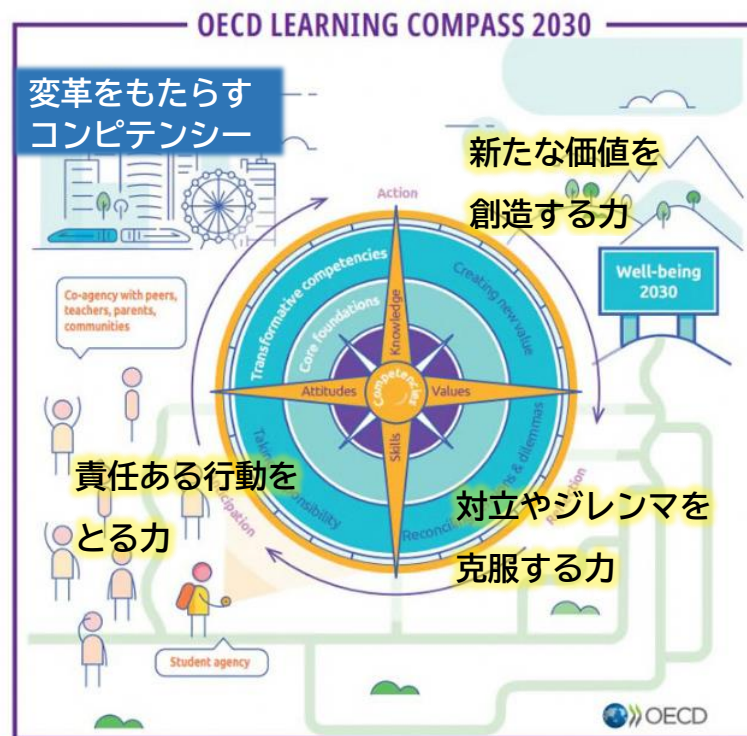 OECD LEARNING COMPASS 2030
変革をもたらす
コンピテンシー
新たな価値を
創造する力
Action
Transformative competencies
Creating new value
Core foundations
Knowledge
Well-being
2030
Co-agency with peers,
teachers, parents,
communities
Attitudes
Competencies
Values
Skills
責任ある行動を
とる力
対立やジレンマを
克服する力
& dilemmas
Student agency
OECD